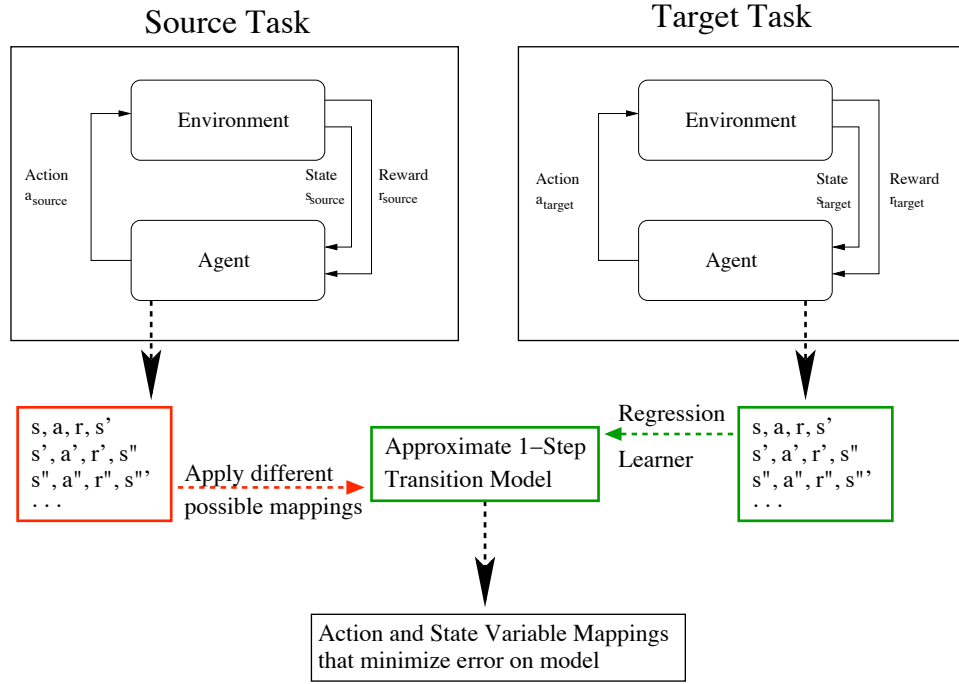 Source Task
Target Task
Environment
Action
a_source
State
s_source
Reward
r_source
Agent
Environment
Action
a_target
State
s_target
Reward
r_target
Agent
s, a, r, s’
s’, a’, r’, s"
s", a", r", s"’
. . .
Apply different
possible mappings
Approximate 1–Step
Transition Model
Regression
Learner
s, a, r, s’
s’, a’, r’, s"
s", a", r", s"’
. . .
Action and State Variable Mappings
that minimize error on model